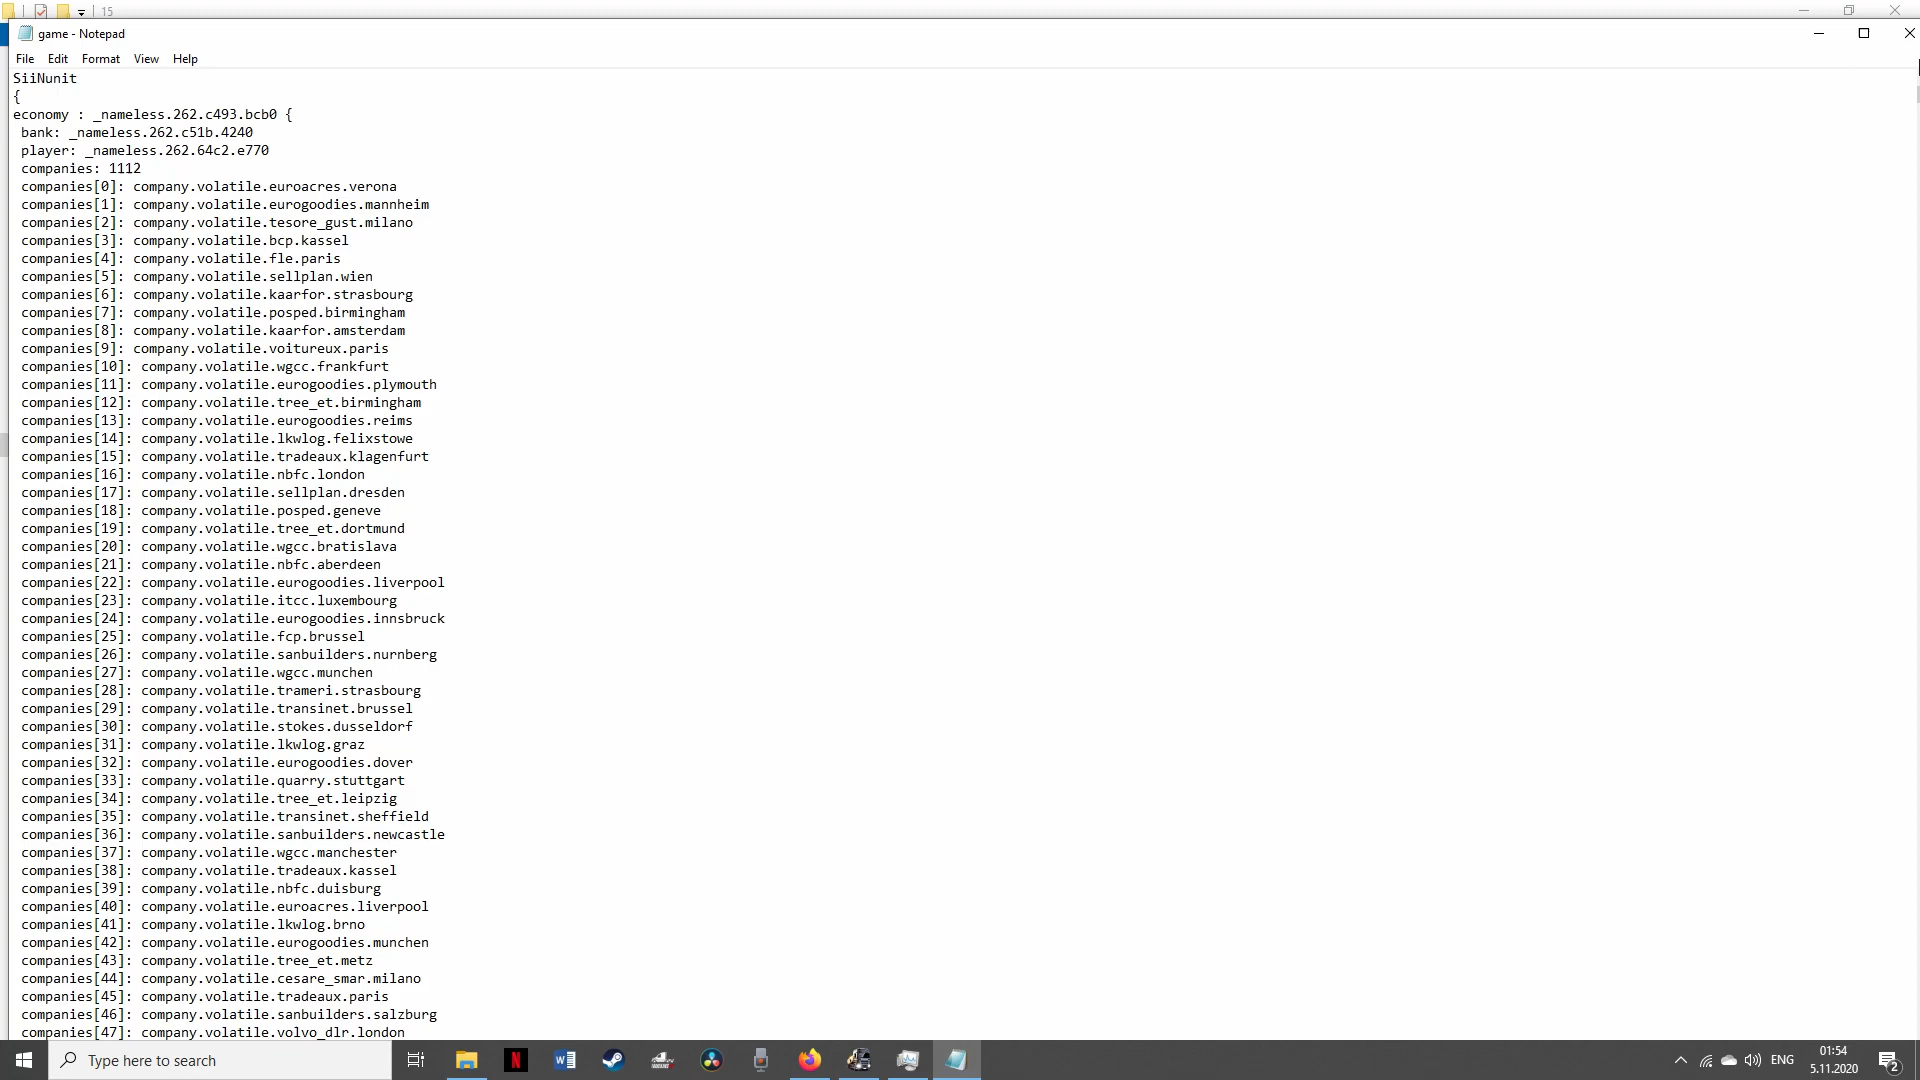 15
game - Notepad
File Edit Format View Help
SiiNunit
{
economy : _nameless.262.c493.bcb0 {
bank: _nameless.262.c51b.4240
player: _nameless.262.64c2.e770
companies: 1112
companies[0]: company.volatile.euroacres.verona
companies[1]: company.volatile.eurogoodies.mannheim
companies[2]: company.volatile.tesore_gust.milano
companies[3]: company.volatile.bcp.kassel
companies[4]: company.volatile.fle.paris
companies[5]: company.volatile.sellplan.wien
companies[6]: company.volatile.kaarfor.strasbourg
companies[7]: company.volatile.posped.birmingham
companies[8]: company.volatile.kaarfor.amsterdam
companies[9]: company.volatile.voitureux.paris
companies[10]: company.volatile.wgcc.frankfurt
companies[11]: company.volatile.eurogoodies.plymouth
companies[12]: company.volatile.tree_et.birmingham
companies[13]: company.volatile.eurogoodies.reims
companies[14]: company.volatile.lkwlog.felixstowe
companies[15]: company.volatile.tradeaux.klagenfurt
companies[16]: company.volatile.nbfc.london
companies[17]: company.volatile.sellplan.dresden
companies[18]: company.volatile.posped.geneve
companies[19]: company.volatile.tree_et.dortmund
companies[20]: company.volatile.wgcc.bratislava
companies[21]: company.volatile.nbfc.aberdeen
companies[22]: company.volatile.eurogoodies.liverpool
companies[23]: company.volatile.itcc.luxembourg
companies[24]: company.volatile.eurogoodies.innsbruck
companies[25]: company.volatile.fcp.brussel
companies[26]: company.volatile.sanbuilders.nurnberg
companies[27]: company.volatile.wgcc.munchen
companies[28]: company.volatile.trameri.strasbourg
companies[29]: company.volatile.transinet.brussel
companies[30]: company.volatile.stokes.dusseldorf
companies[31]: company.volatile.lkwlog.graz
companies[32]: company.volatile.eurogoodies.dover
companies[33]: company.volatile.quarry.stuttgart
companies[34]: company.volatile.tree_et.leipzig
companies[35]: company.volatile.transinet.sheffield
companies[36]: company.volatile.sanbuilders.newcastle
companies[37]: company.volatile.wgcc.manchester
companies[38]: company.volatile.tradeaux.kassel
companies[39]: company.volatile.nbfc.duisburg
companies[40]: company.volatile.euroacres.liverpool
companies[41]: company.volatile.lkwlog.brno
companies[42]: company.volatile.eurogoodies.munchen
companies[43]: company.volatile.tree_et.metz
companies[44]: company.volatile.cesare_smar.milano
companies[45]: company.volatile.tradeaux.paris
companies[46]: company.volatile.sanbuilders.salzburg
companies[47]: company.volatile.volvo_dlr.london
Type here to search
ENG
01:54
5.11.2020
2